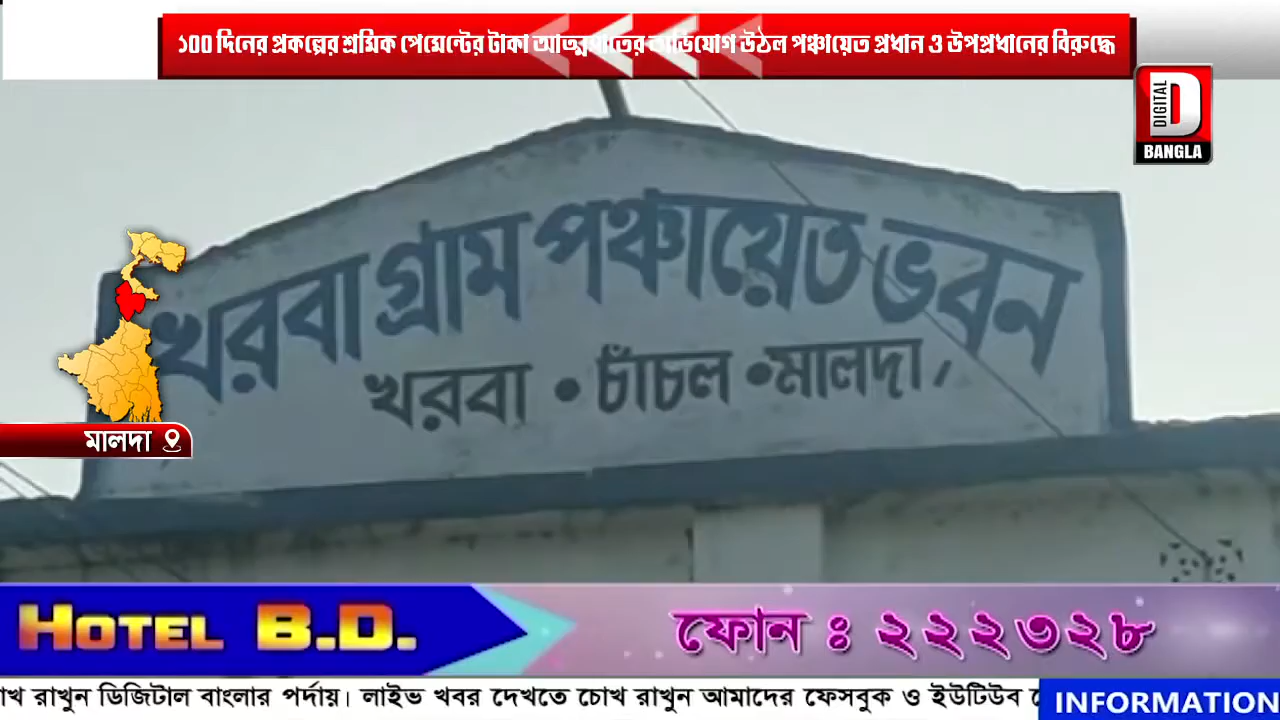 ১০০ দিনের প্রকল্পের শ্রমিক পেমেন্টের টাকা আত্মসাতের অভিযোগ উঠল পঞ্চায়েত প্রধান ও উপপ্রধানের বিরুদ্ধে
DIGITAL
D
BANGLA
খরবা গ্রাম পঞ্চায়েত ভবন
খরবা • চাঁচল • মালদা
মালদা
HOTEL B.D.
ফোন ঃ ২২২৩২৮
রাখুন ডিজিটাল বাংলার পর্দায়। লাইভ খবর দেখতে চোখ রাখুন আমাদের ফেসবুক ও ইউটিউব
INFORMATION